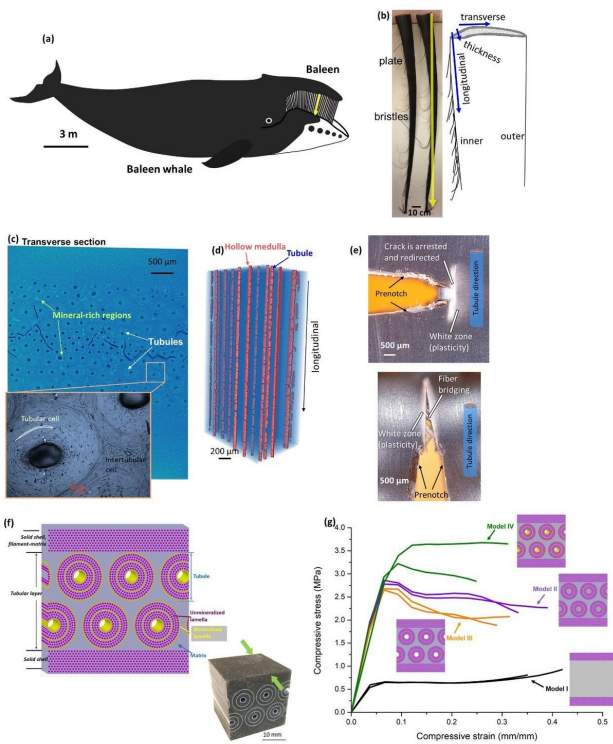 (a)
Baleen
3 m
Baleen whale
(b)
transverse
thickness
longitudinal
plate
bristles
inner
outer
10 cm
(c) Transverse section
500 µm
Mineral-rich regions
Tubules
Tubular cell
Intertubular
cell
(d)
Hollow medulla
Tubule
longitudinal
200 µm
(e)
Crack is arrested
and redirected
Prenotch
Tubule direction
White zone
(plasticity)
500 µm
Fiber
bridging
White zone
(plasticity)
Tubule direction
500 µm
Prenotch
(f)
Solid shell,
filament-matrix
Tubular layer
Tubule
Unmineralized
lamella
lamella
Matrix
Solid shell
10 mm
(g)
Compressive stress (MPa)
4.0
3.5
3.0
2.5
2.0
1.5
1.0
0.5
0.0
Model IV
Model II
Model III
Model I
0.0 0.1 0.2 0.3 0.4 0.5
Compressive strain (mm/mm)